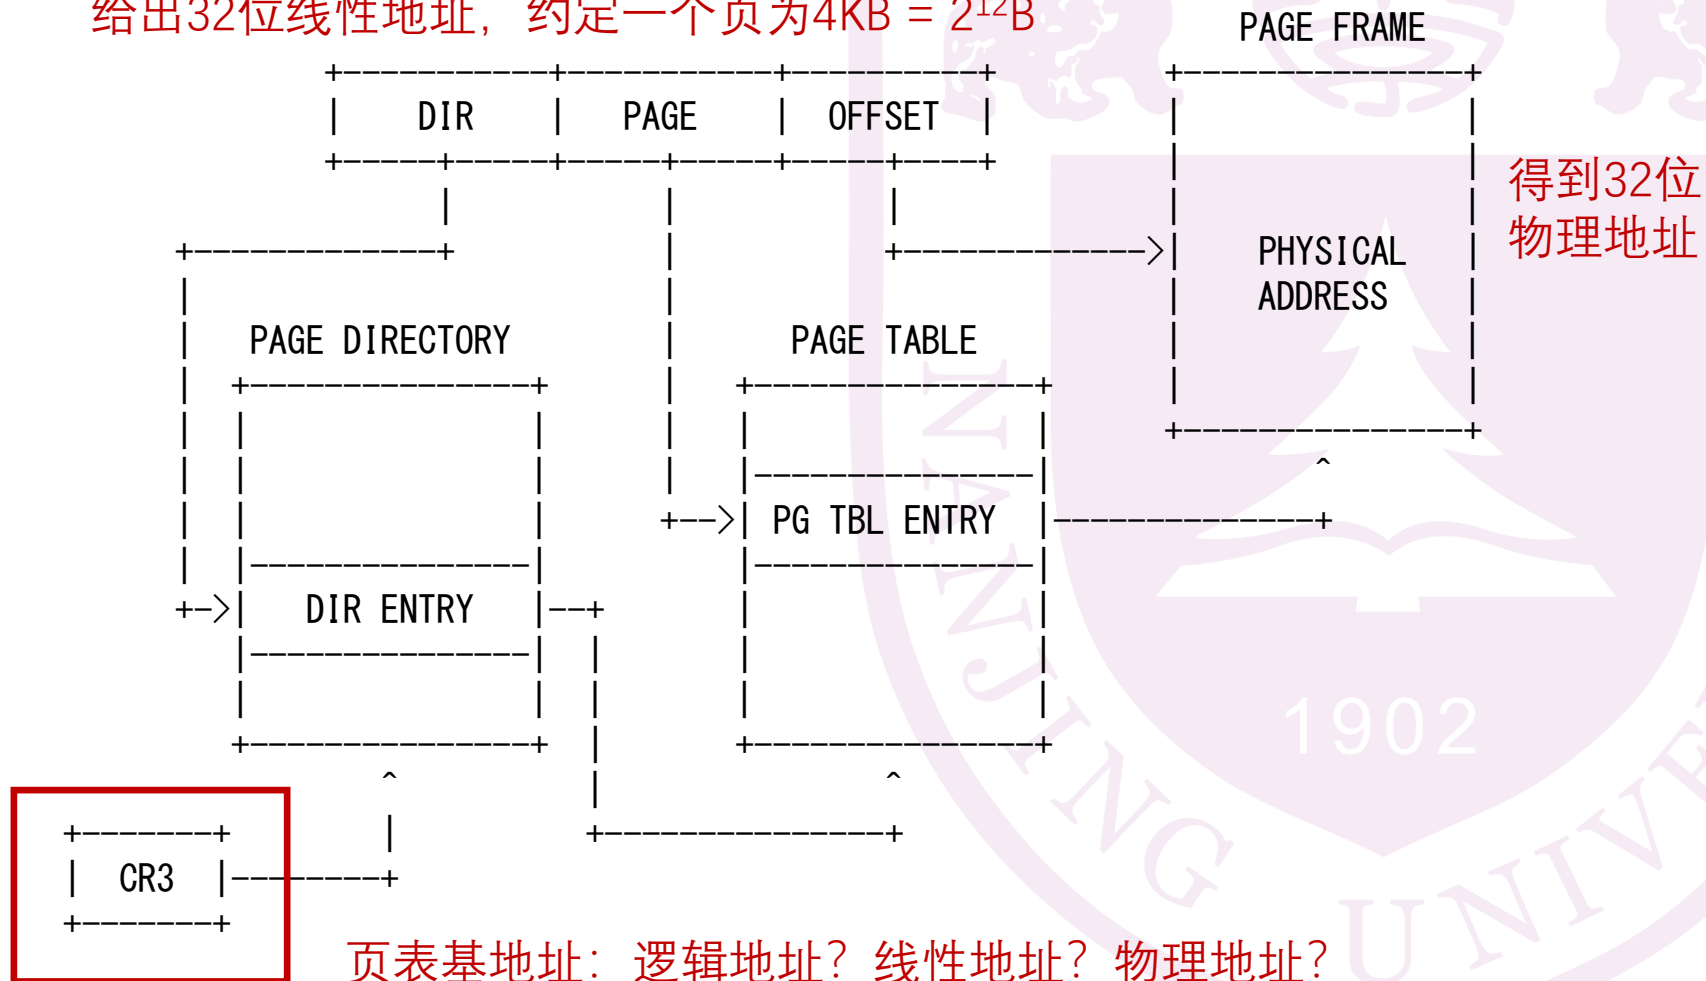 给出32位线性地址，约定一个页为4KB = 2¹²B
PAGE FRAME
DIR | PAGE | OFFSET
得到32位
物理地址
PHYSICAL
ADDRESS
PAGE DIRECTORY
PAGE TABLE
PG TBL ENTRY
DIR ENTRY
CR3
页表基地址：逻辑地址？线性地址？物理地址？
NANJING UNIVE
1902